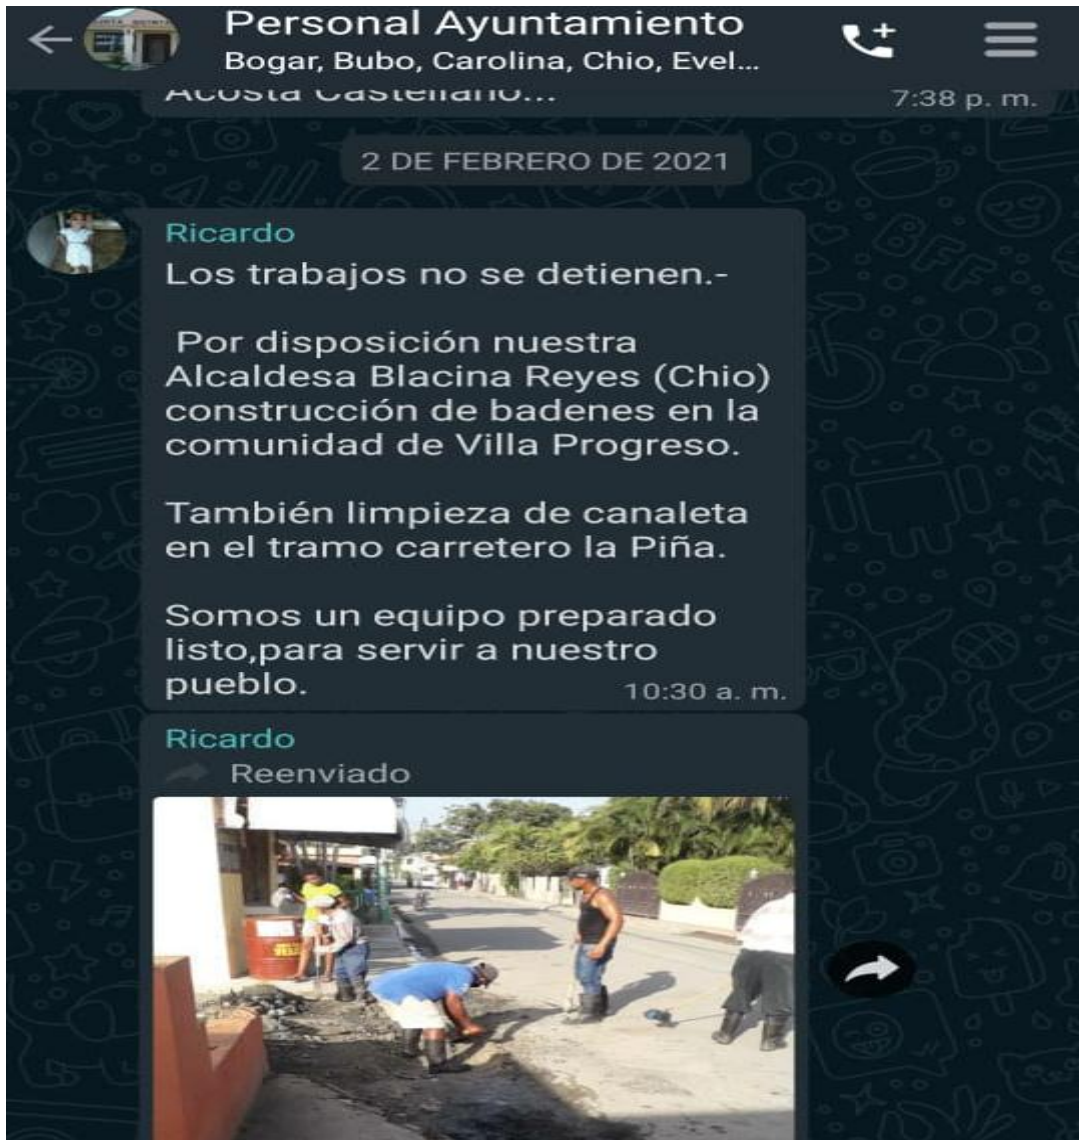 Personal Ayuntamiento
Bogar, Bubo, Carolina, Chio, Evel...
Acosta Castellano...
7:38 p. m.
2 DE FEBRERO DE 2021
Ricardo
Los trabajos no se detienen.-
Por disposición nuestra
Alcaldesa Blacina Reyes (Chio)
construcción de badenes en la
comunidad de Villa Progreso.
También limpieza de canaleta
en el tramo carretero la Piña.
Somos un equipo preparado
listo,para servir a nuestro
pueblo.
10:30 a. m.
Ricardo
Reenviado